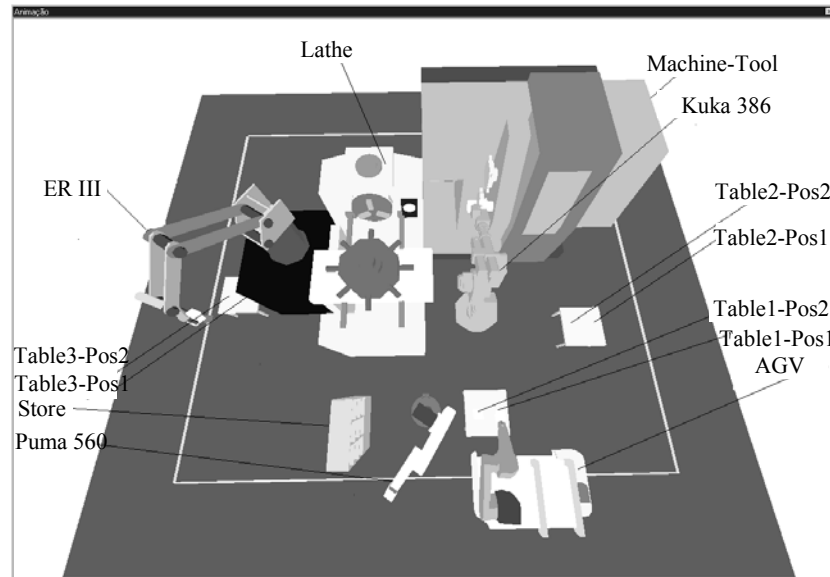 Animação
Lathe
Machine-Tool
Kuka 386
ER III
Table2-Pos2
Table2-Pos1
Table1-Pos2
Table1-Pos1
AGV
Table3-Pos2
Table3-Pos1
Store
Puma 560